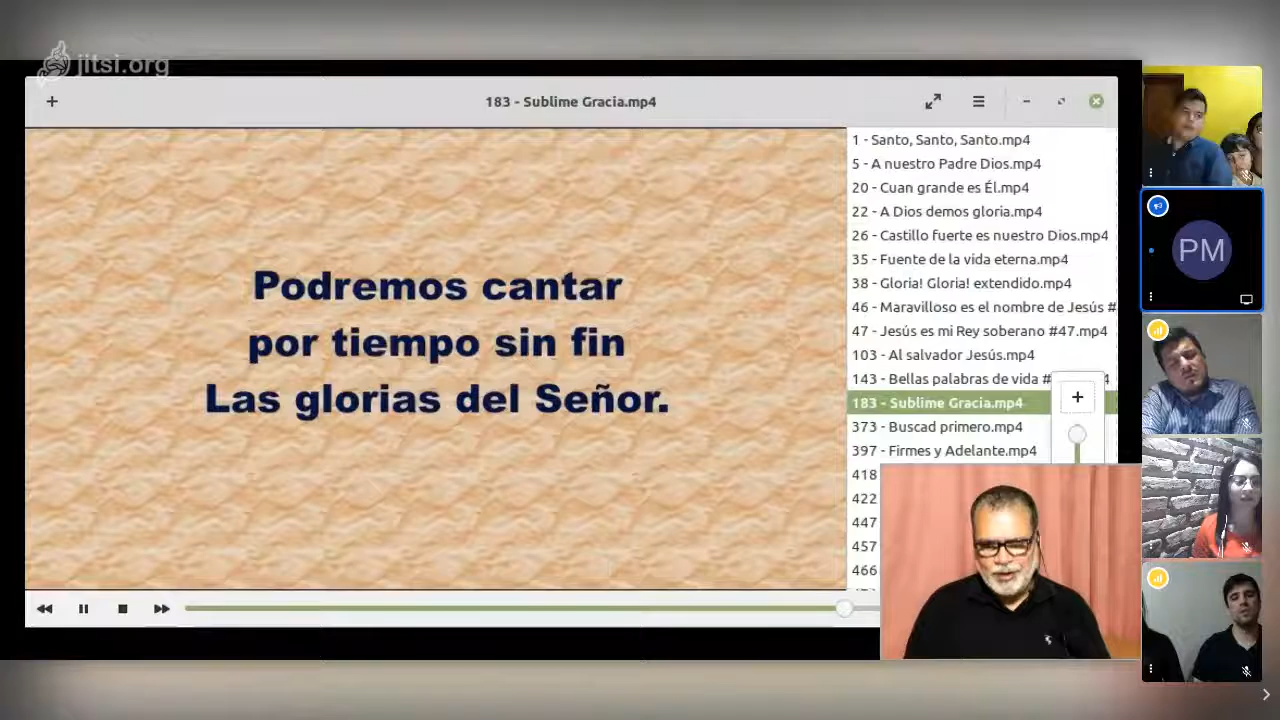 jitsi.org
183 - Sublime Gracia.mp4
Podremos cantar
por tiempo sin fin
Las glorias del Señor.
1 - Santo, Santo, Santo.mp4
5 - A nuestro Padre Dios.mp4
20 - Cuan grande es Él.mp4
22 - A Dios demos gloria.mp4
26 - Castillo fuerte es nuestro Dios.mp4
35 - Fuente de la vida eterna.mp4
38 - Gloria! Gloria! extendido.mp4
46 - Maravilloso es el nombre de Jesús #
47 - Jesús es mi Rey soberano #47.mp4
103 - Al salvador Jesús.mp4
143 - Bellas palabras de vida #
183 - Sublime Gracia.mp4
373 - Buscad primero.mp4
397 - Firmes y Adelante.mp4
418
422
447
457
466
PM